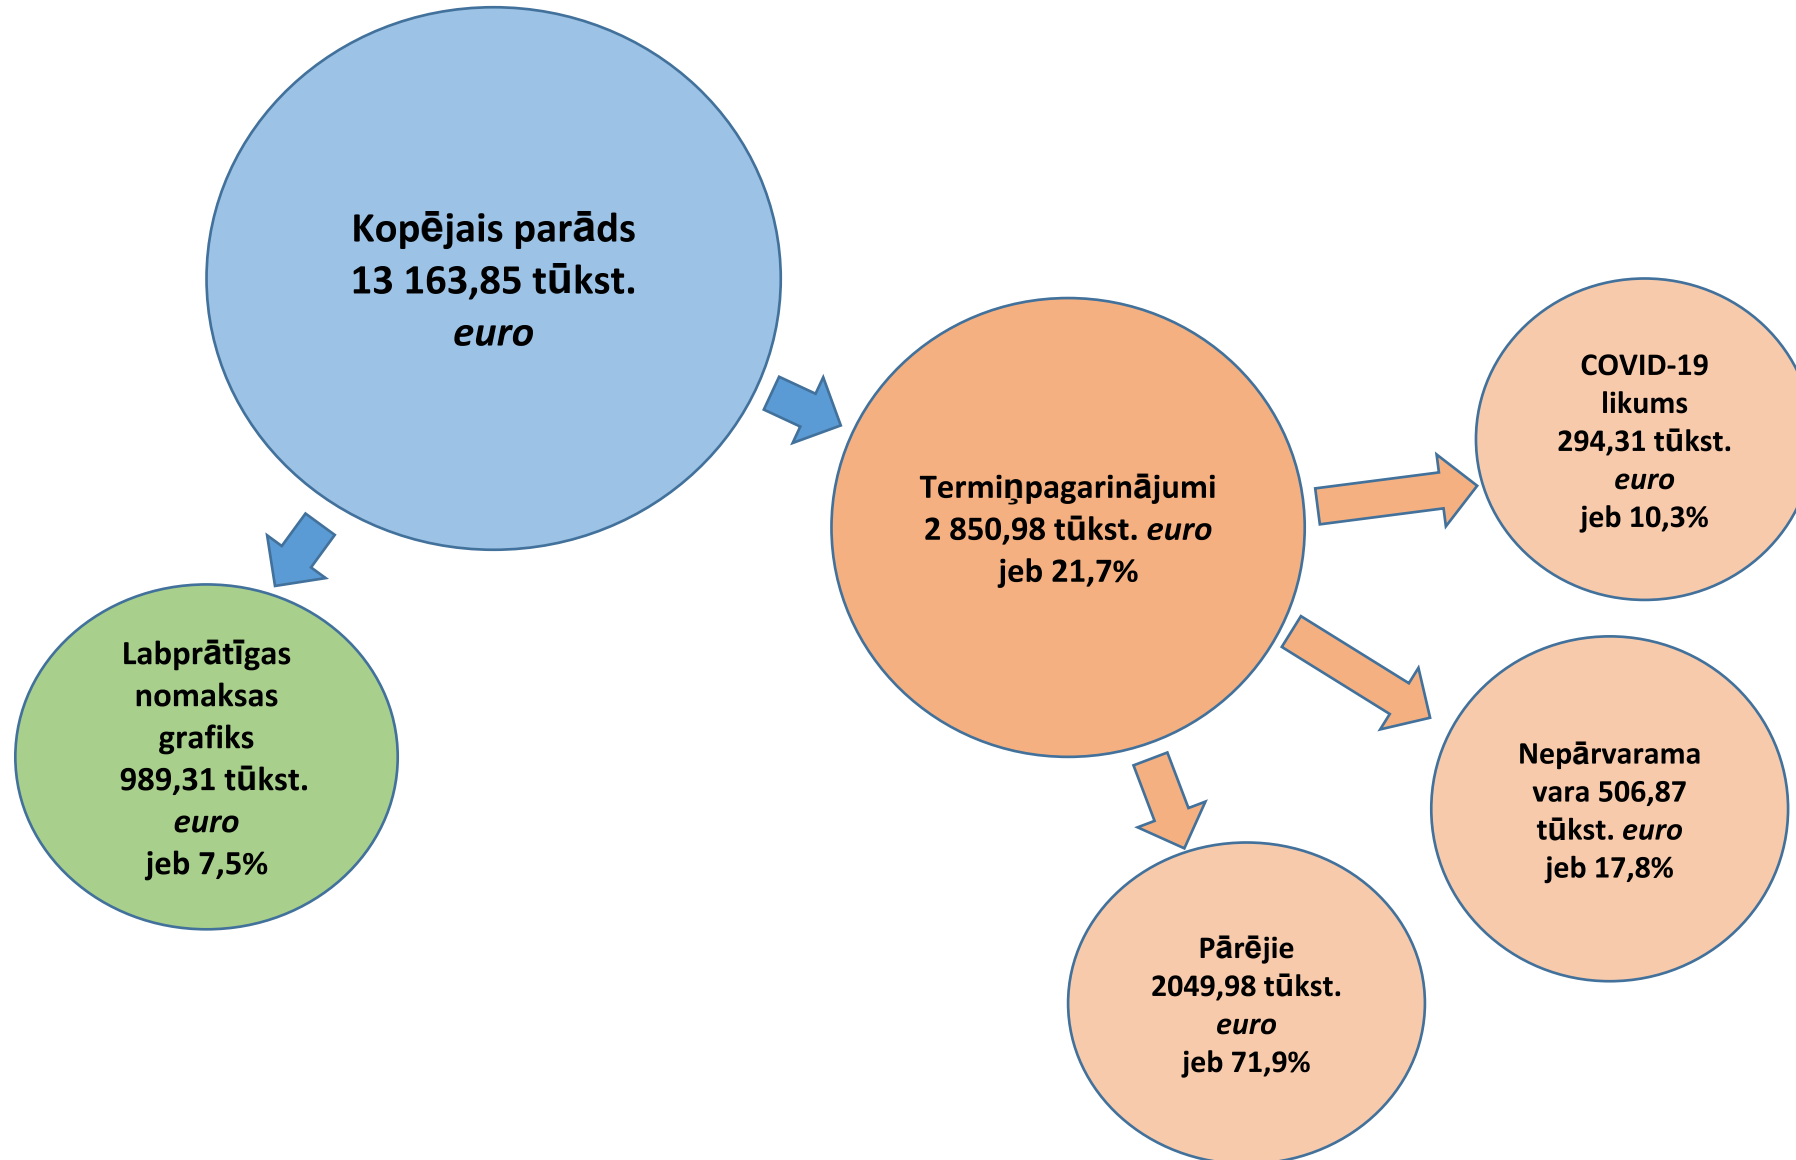 Kopējais parāds
13 163,85 tūkst.
euro
Termiņpagarinājumi
2 850,98 tūkst. euro
jeb 21,7%
COVID-19
likums
294,31 tūkst.
euro
jeb 10,3%
Labprātīgas
nomaksas
grafiks
989,31 tūkst.
euro
jeb 7,5%
Nepārvarama
vara 506,87
tūkst. euro
jeb 17,8%
Pārējie
2049,98 tūkst.
euro
jeb 71,9%